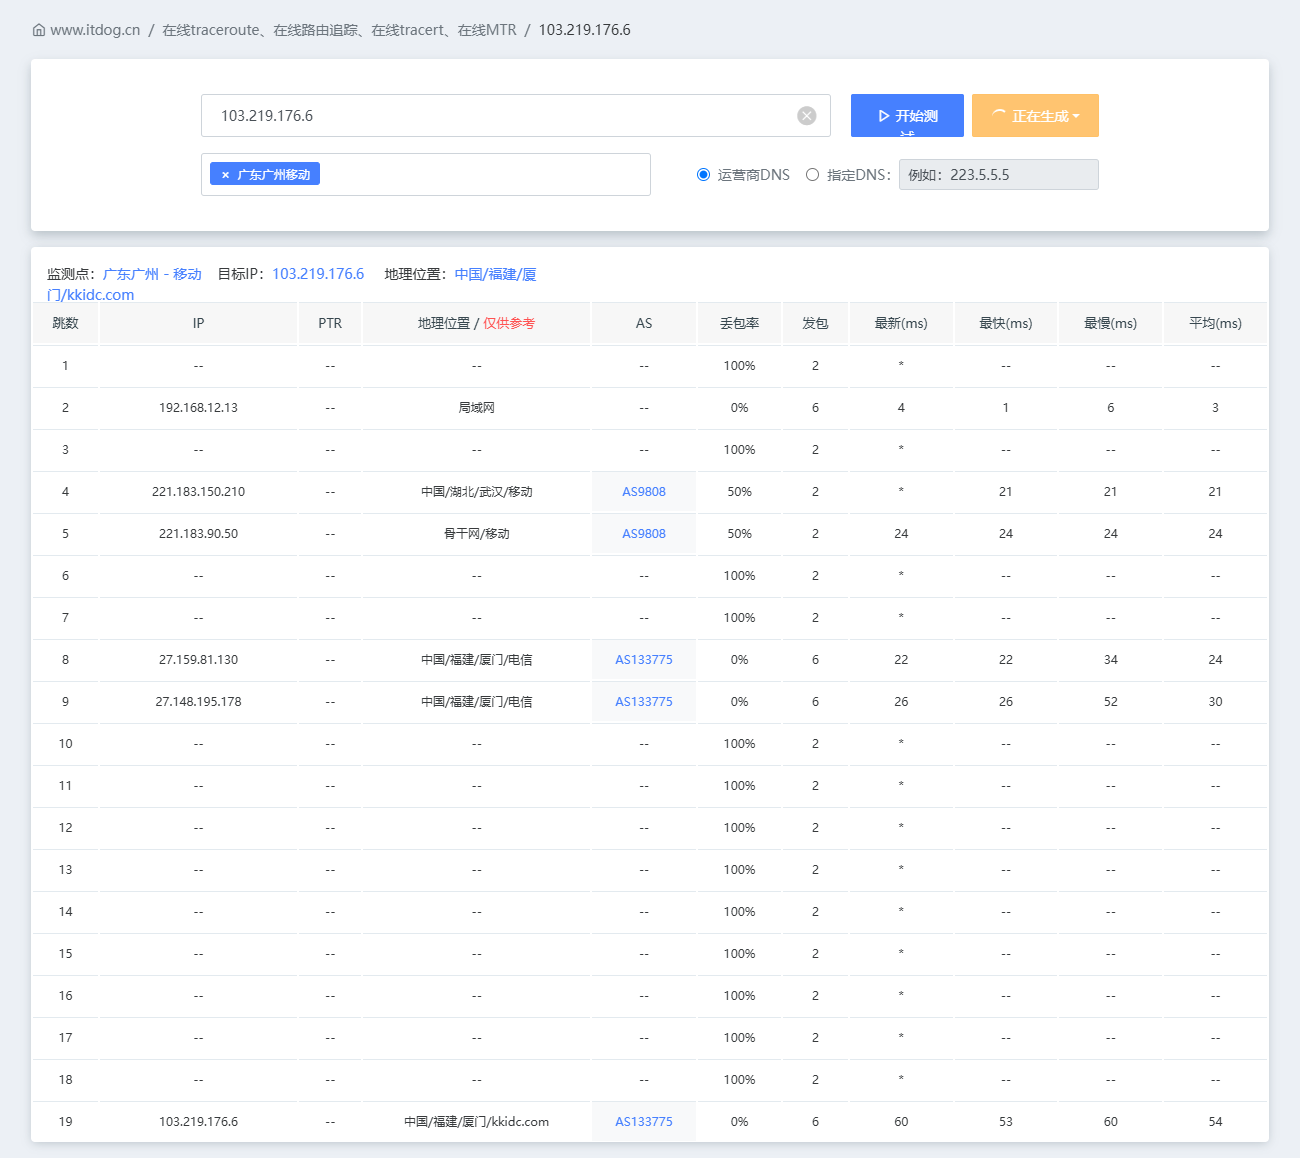 www.itdog.cn / 在线traceroute、在线路由追踪、在线tracert、在线MTR / 103.219.176.6
103.219.176.6
开始测
试
正在生成
× 广东广州移动
运营商DNS 指定DNS: 例如：223.5.5.5
监测点：广东广州 - 移动 目标IP：103.219.176.6 地理位置：中国/福建/厦
门/kkidc.com
跳数 IP PTR 地理位置 / 仅供参考 AS 丢包率 发包 最新(ms) 最快(ms) 最慢(ms) 平均(ms)
1 -- -- -- -- 100% 2 * -- -- --
2 192.168.12.13 -- 局域网 -- 0% 6 4 1 6 3
3 -- -- -- -- 100% 2 * -- -- --
4 221.183.150.210 -- 中国/湖北/武汉/移动 AS9808 50% 2 * 21 21 21
5 221.183.90.50 -- 骨干网/移动 AS9808 50% 2 24 24 24 24
6 -- -- -- -- 100% 2 * -- -- --
7 -- -- -- -- 100% 2 * -- -- --
8 27.159.81.130 -- 中国/福建/厦门/电信 AS133775 0% 6 22 22 34 24
9 27.148.195.178 -- 中国/福建/厦门/电信 AS133775 0% 6 26 26 52 30
10 -- -- -- -- 100% 2 * -- -- --
11 -- -- -- -- 100% 2 * -- -- --
12 -- -- -- -- 100% 2 * -- -- --
13 -- -- -- -- 100% 2 * -- -- --
14 -- -- -- -- 100% 2 * -- -- --
15 -- -- -- -- 100% 2 * -- -- --
16 -- -- -- -- 100% 2 * -- -- --
17 -- -- -- -- 100% 2 * -- -- --
18 -- -- -- -- 100% 2 * -- -- --
19 103.219.176.6 -- 中国/福建/厦门/kkidc.com AS133775 0% 6 60 53 60 54